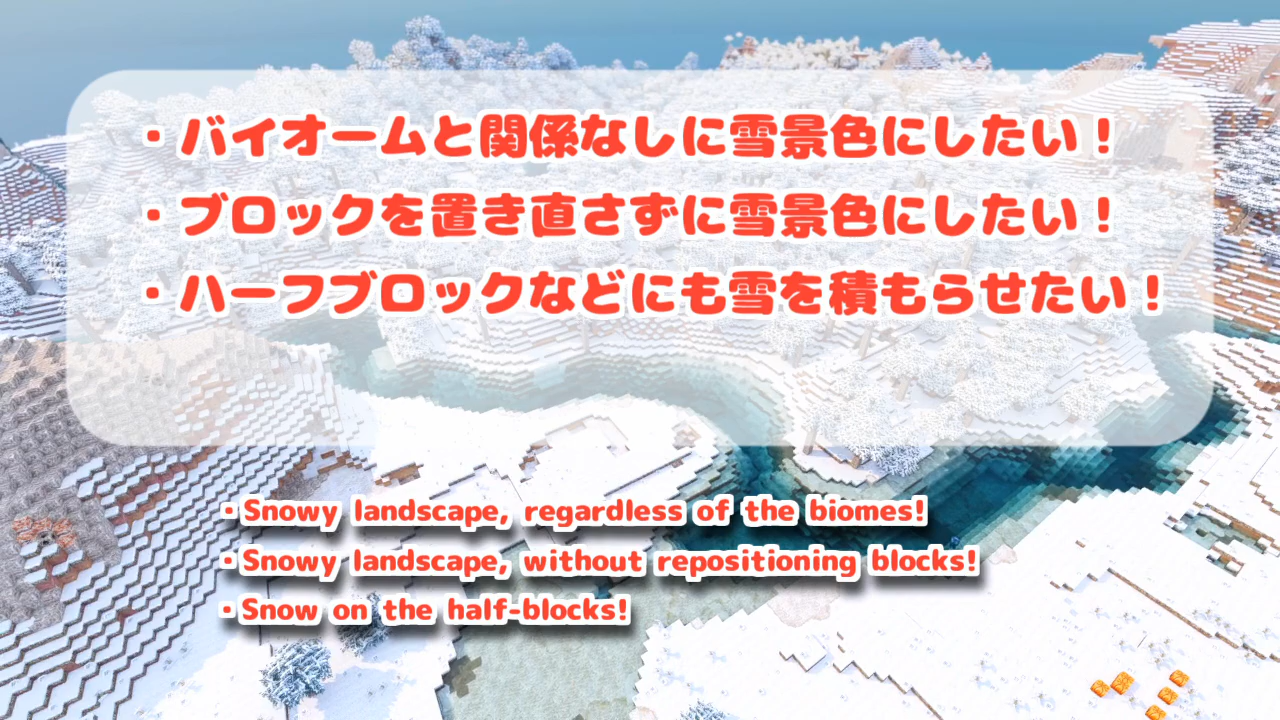 ・バイオームと関係なしに雪景色にしたい！
・ブロックを置き直さずに雪景色にしたい！
・ハーフブロックなどにも雪を積もらせたい！
・Snowy landscape, regardless of the biomes!
・Snowy landscape, without repositioning blocks!
・Snow on the half-blocks!